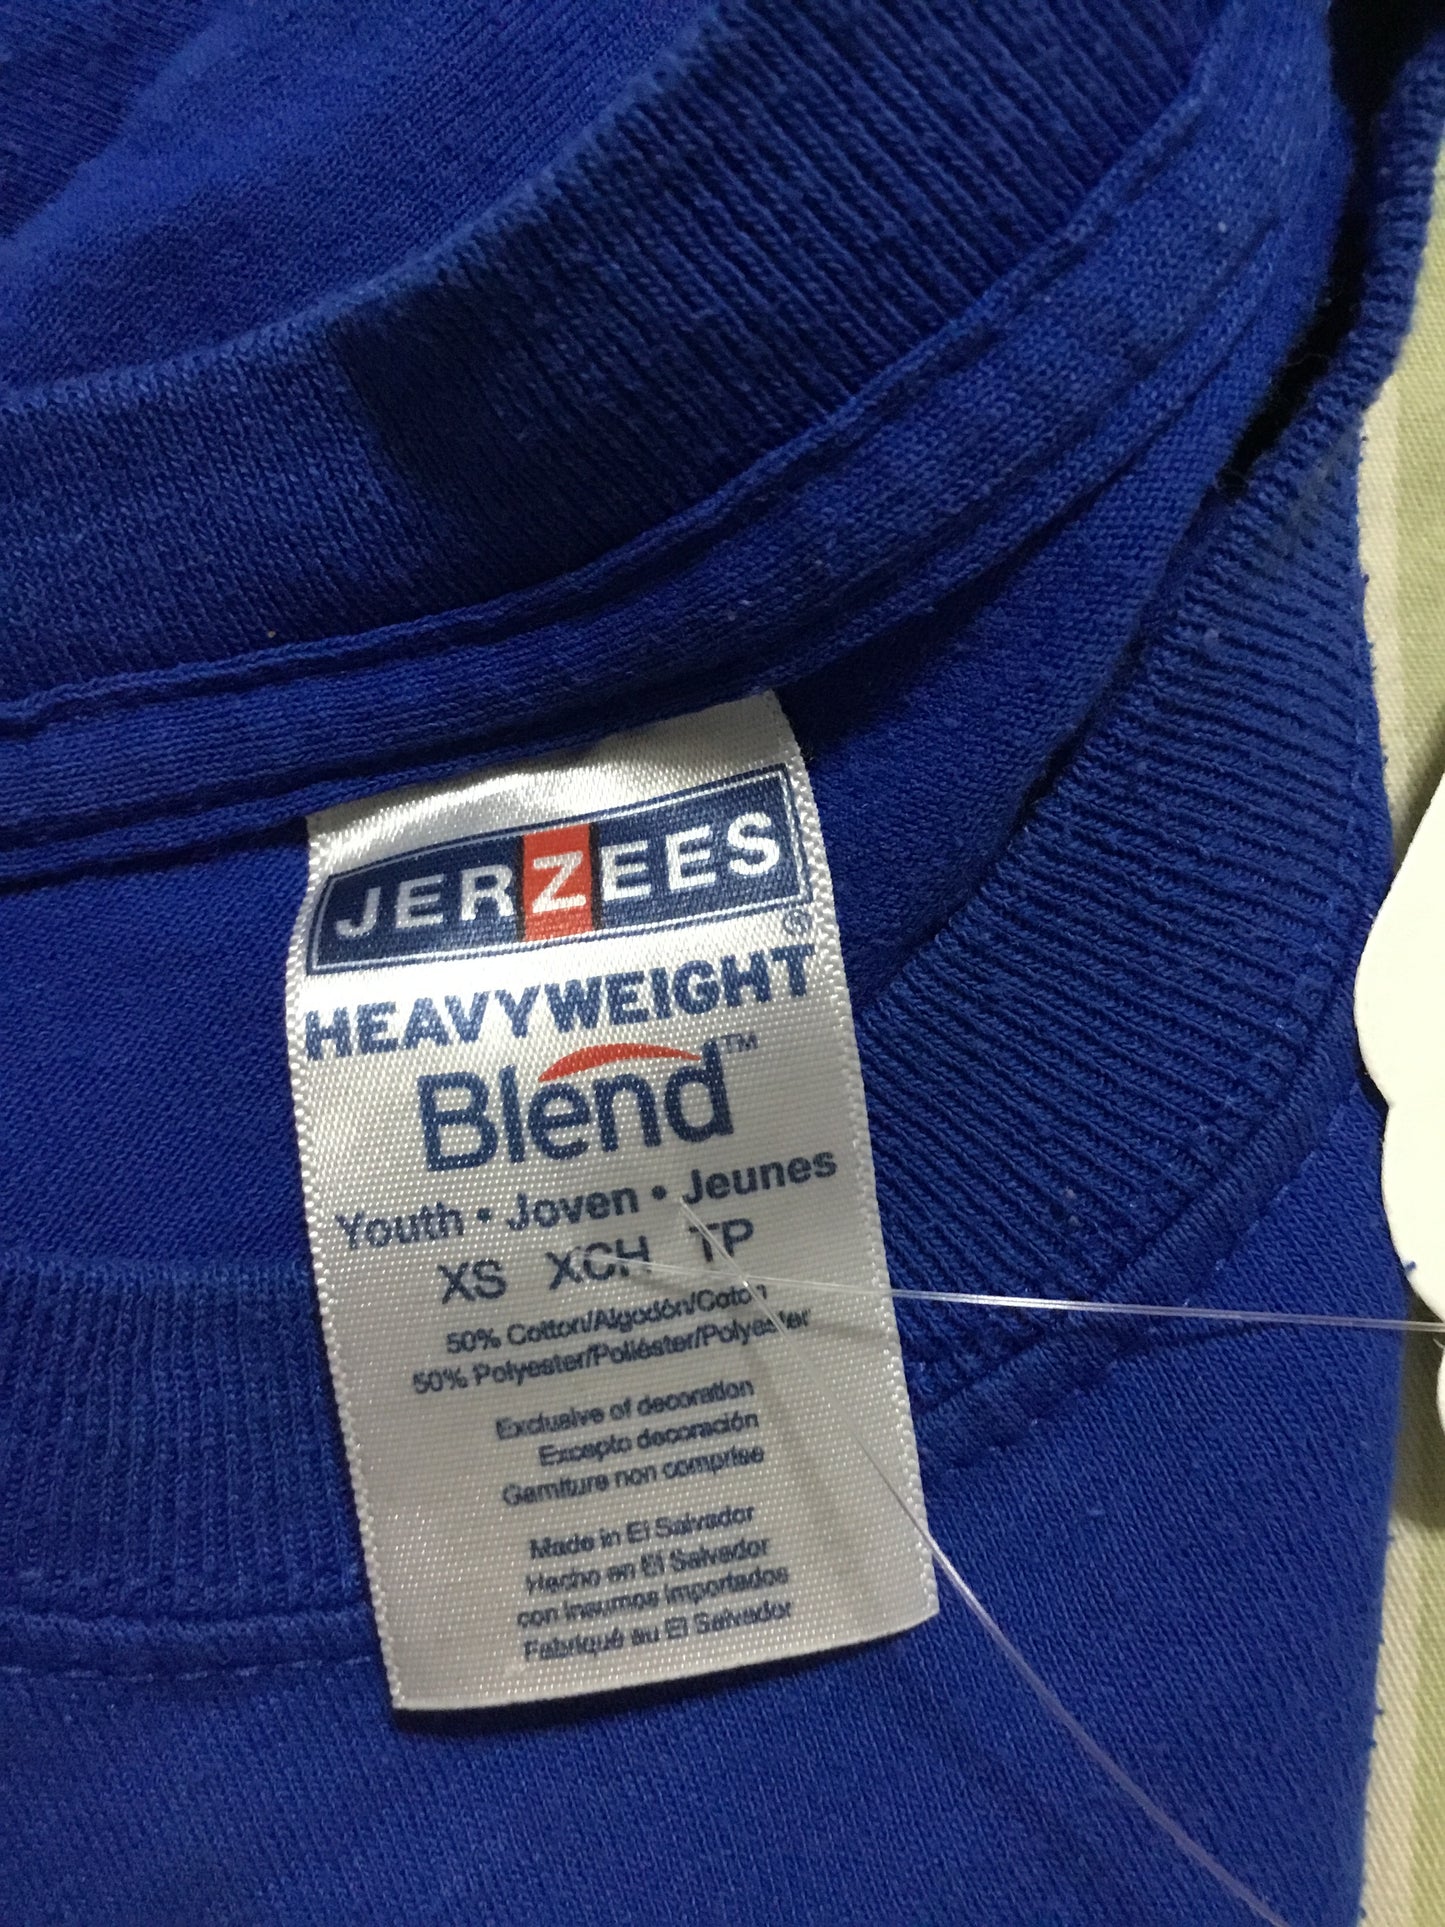 JERZEES®
HEAVYWEIGHT
Blend™
Youth • Joven • Jeunes
XS XCH TP
50% Cotton/Algodón/Coton
50% Polyester/Poliéster/Polyester
Exclusive of decoration
Excepto decoración
Garniture non comprise
Made in El Salvador
Hecho en El Salvador
con insumos importados
Fabriqué au El Salvador